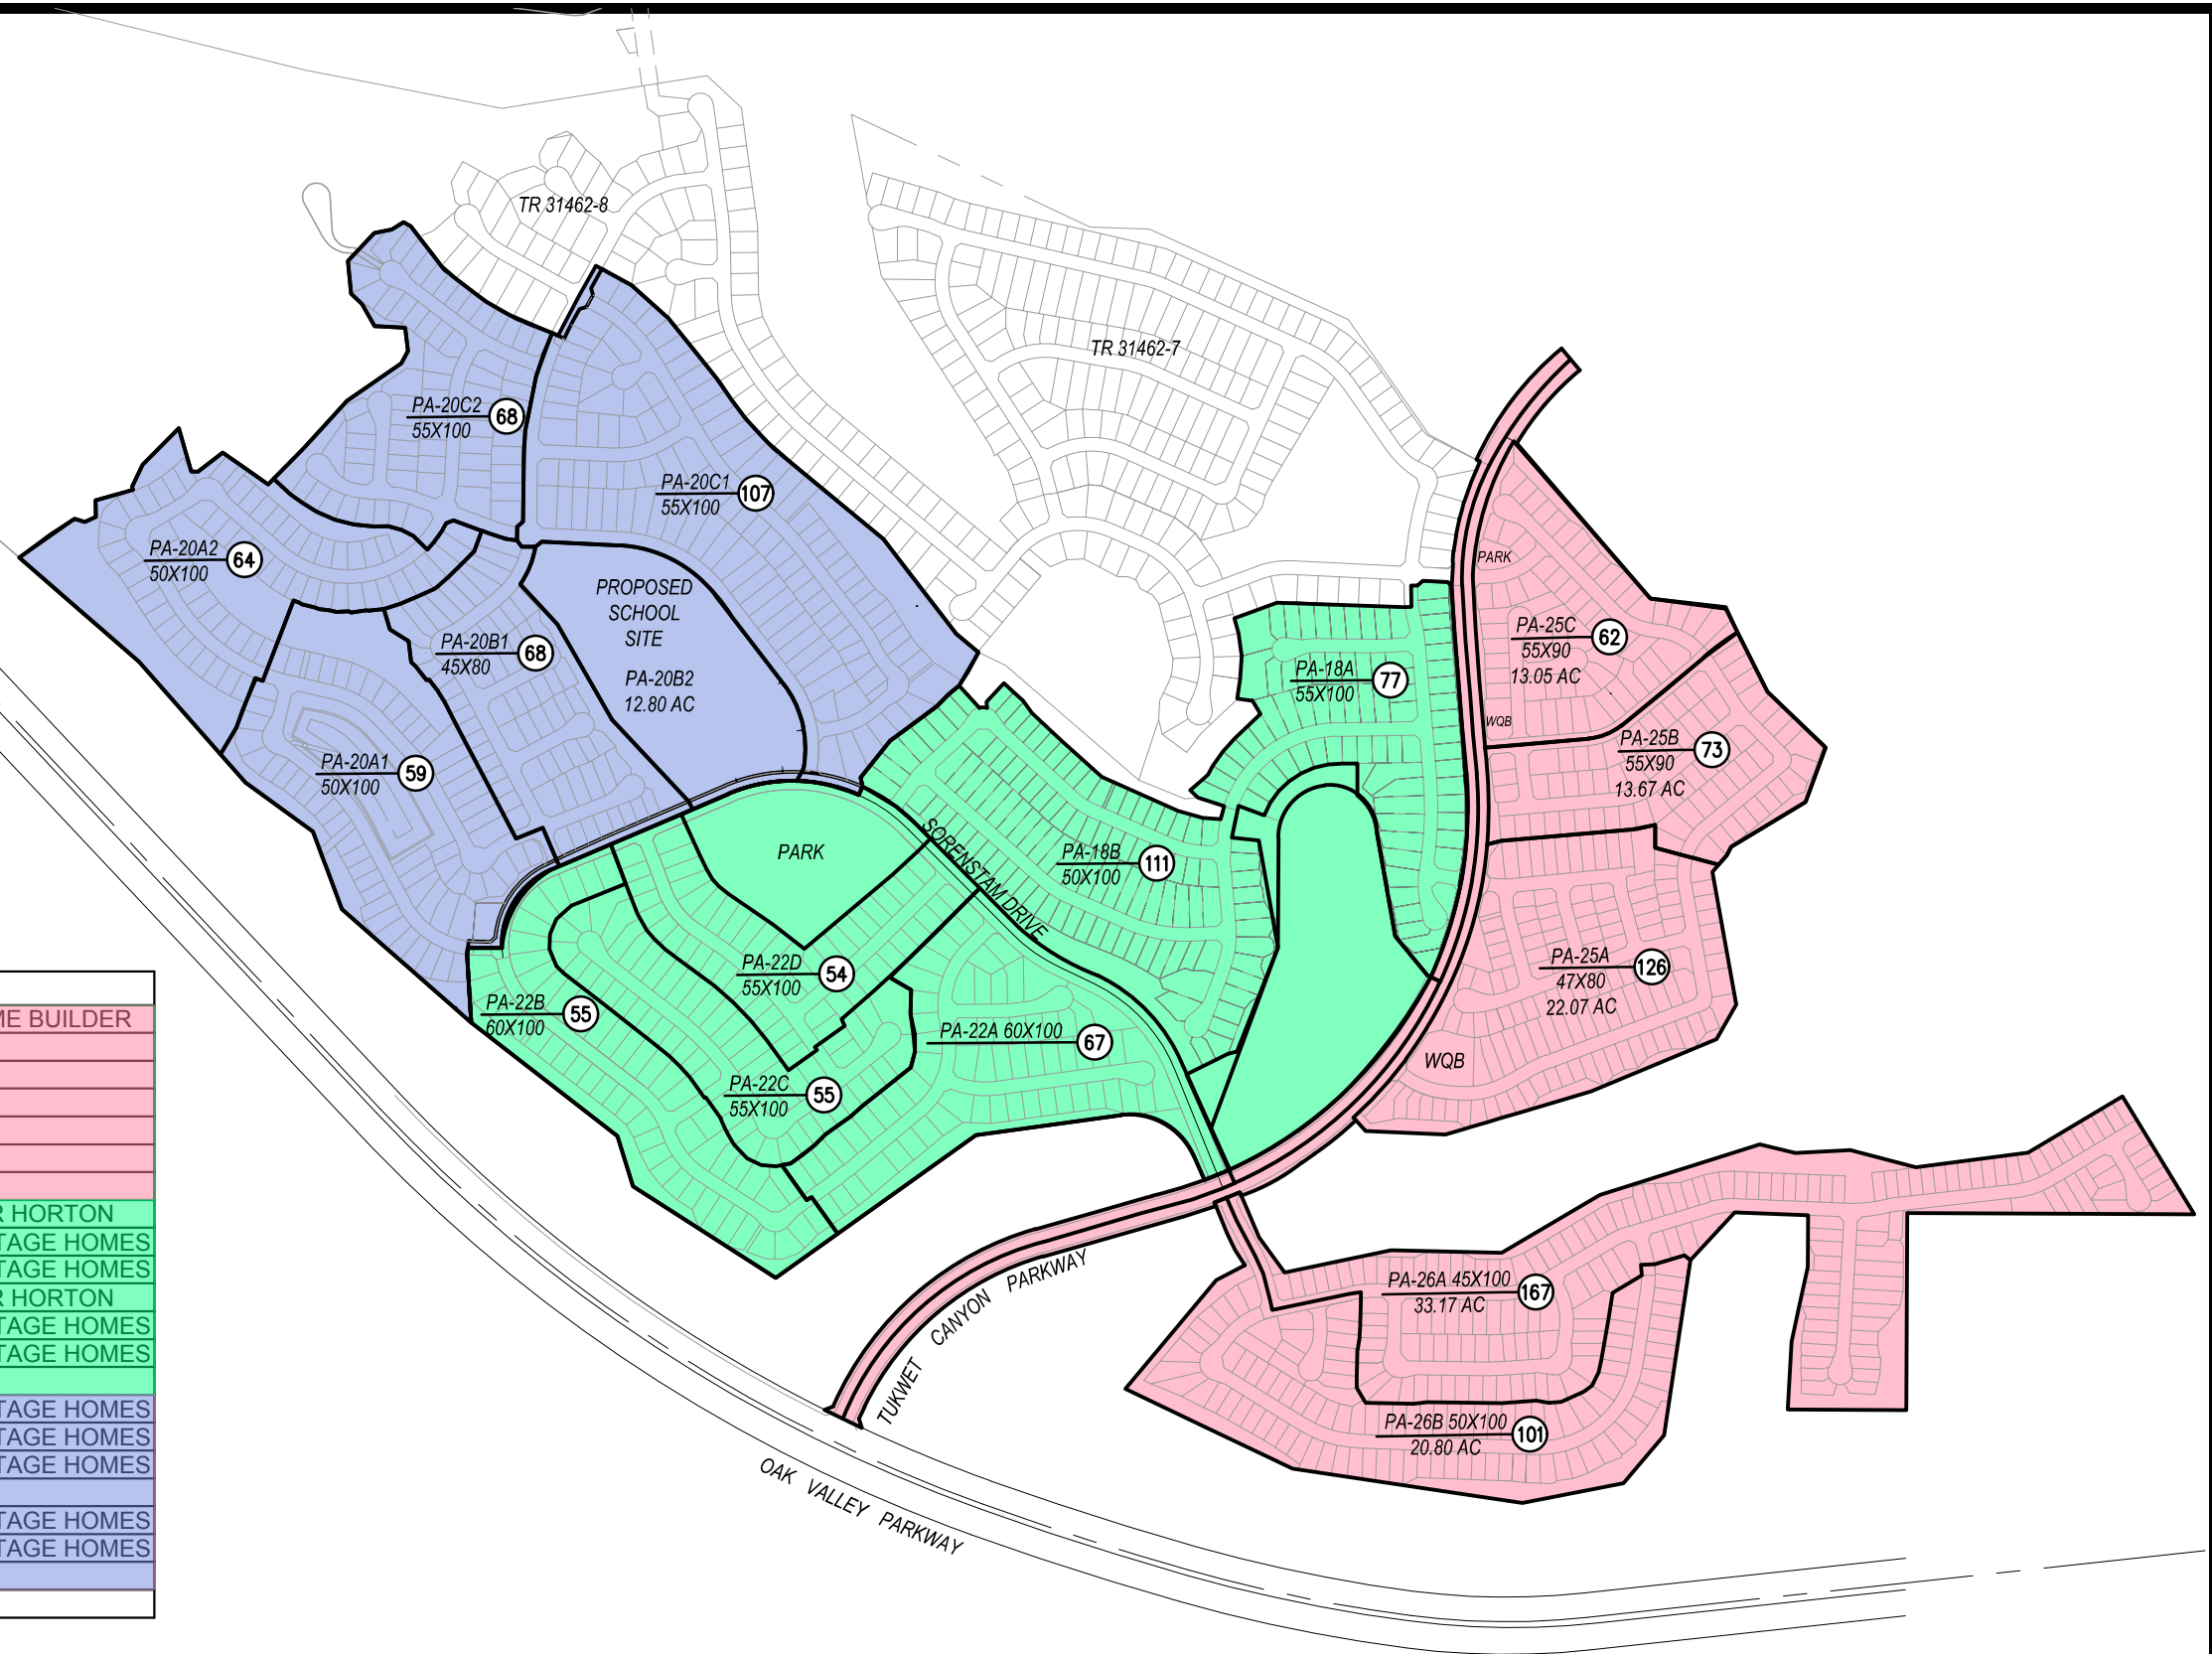 TR 31462-8
TR 31462-7
PA-20C2
55X100
68
PA-20C1
55X100
107
PA-20A2
50X100
64
PROPOSED
SCHOOL
SITE
PA-20B2
12.80 AC
PA-20B1
45X80
68
PA-20A1
50X100
59
PARK
PA-25C
55X90
13.05 AC
62
WQB
PA-25B
55X90
13.67 AC
73
PA-18A
55X100
77
PARK
SORENSTAM DRIVE
PA-18B
50X100
111
PA-22D
55X100
54
PA-22B
60X100
55
PA-22A 60X100
67
PA-22C
55X100
55
PA-25A
47X80
22.07 AC
126
WQB
PA-26A 45X100
33.17 AC
167
PA-26B 50X100
20.80 AC
101
TUKWET CANYON PARKWAY
OAK VALLEY PARKWAY
ME BUILDER
R HORTON
TAGE HOMES
TAGE HOMES
R HORTON
TAGE HOMES
TAGE HOMES
TAGE HOMES
TAGE HOMES
TAGE HOMES
TAGE HOMES
TAGE HOMES